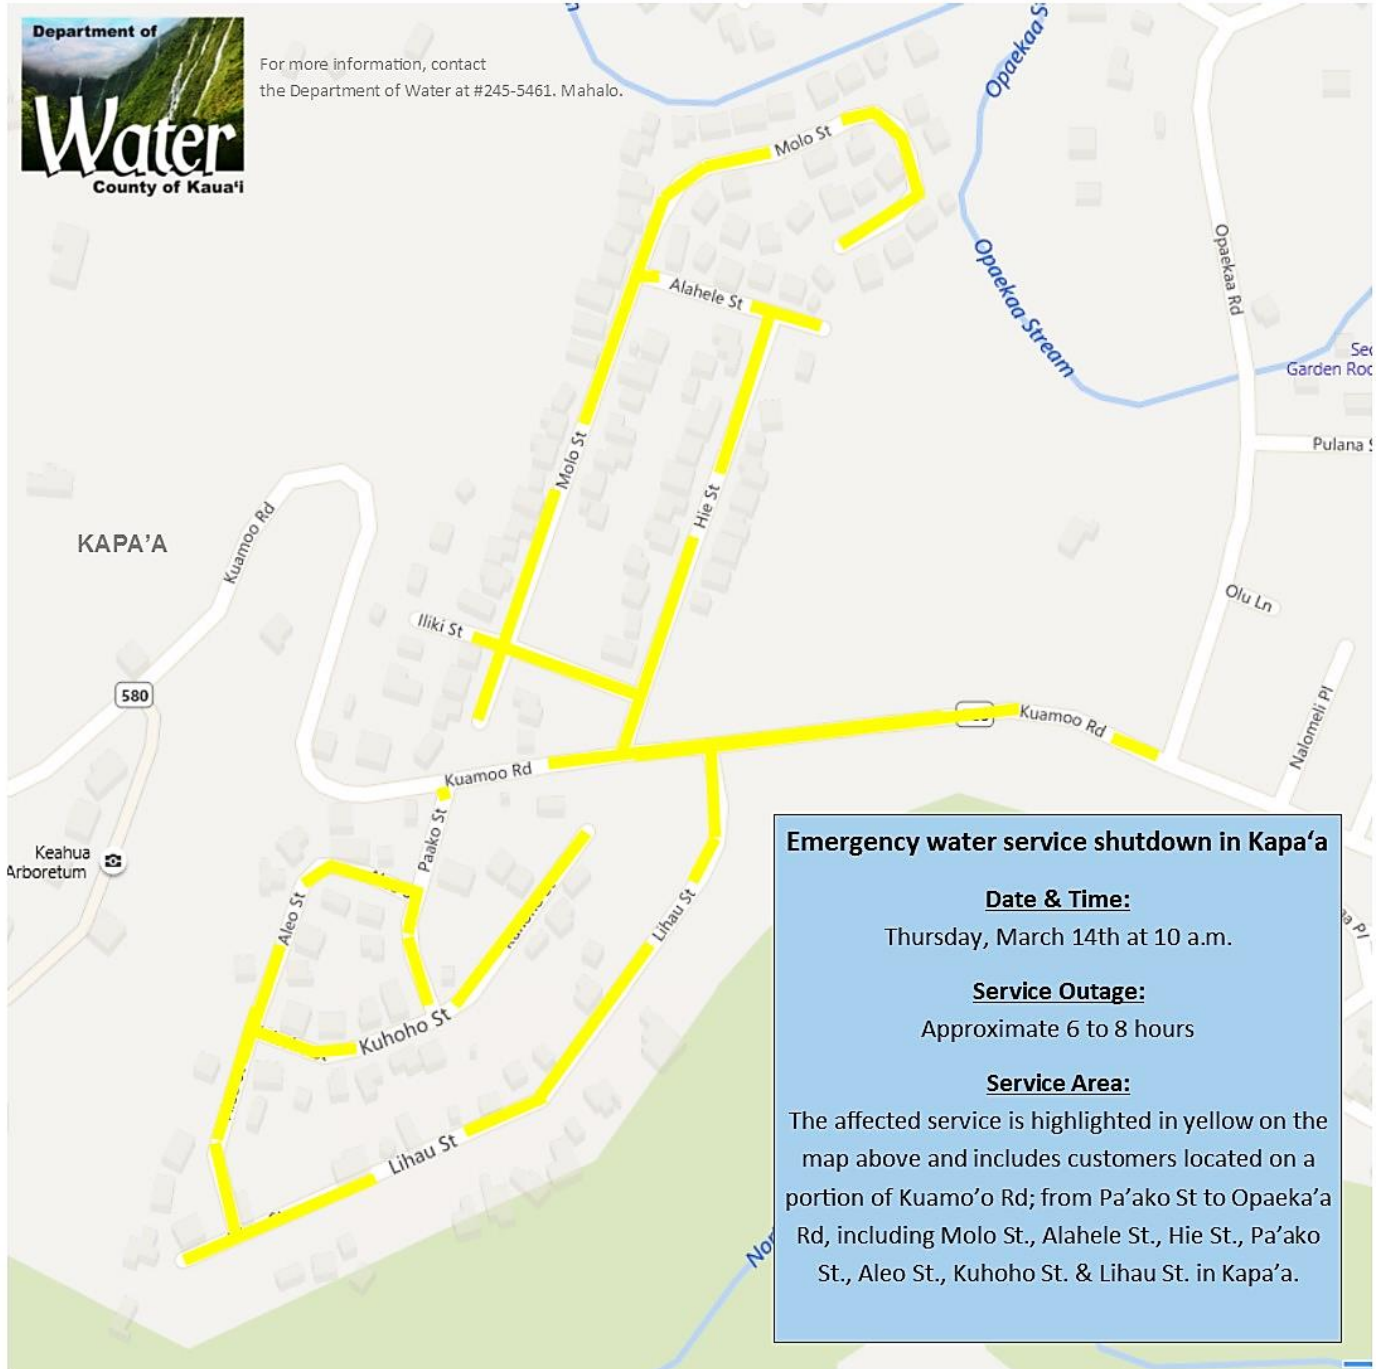 Department of
Water
County of Kaua‘i
For more information, contact
the Department of Water at #245-5461. Mahalo.
Opaekaa S
Molo St
Opaekaa Stream
Opaekaa Rd
Alahele St
Sec
Garden Roo
Pulana S
Molo St
Hie St
Kuamoo Rd
KAPA’A
Olu Ln
Iliki St
580
Nalomeli Pl
Kuamoo Rd
Kuamoo Rd
Paako St
Keahua
Arboretum
Aleo St
Lihau St
aa Pl
Kuhoho St
Lihau St
Nor
Emergency water service shutdown in Kapa‘a
Date & Time:
Thursday, March 14th at 10 a.m.
Service Outage:
Approximate 6 to 8 hours
Service Area:
The affected service is highlighted in yellow on the
map above and includes customers located on a
portion of Kuamo’o Rd; from Pa’ako St to Opaeka’a
Rd, including Molo St., Alahele St., Hie St., Pa’ako
St., Aleo St., Kuhoho St. & Lihau St. in Kapa’a.